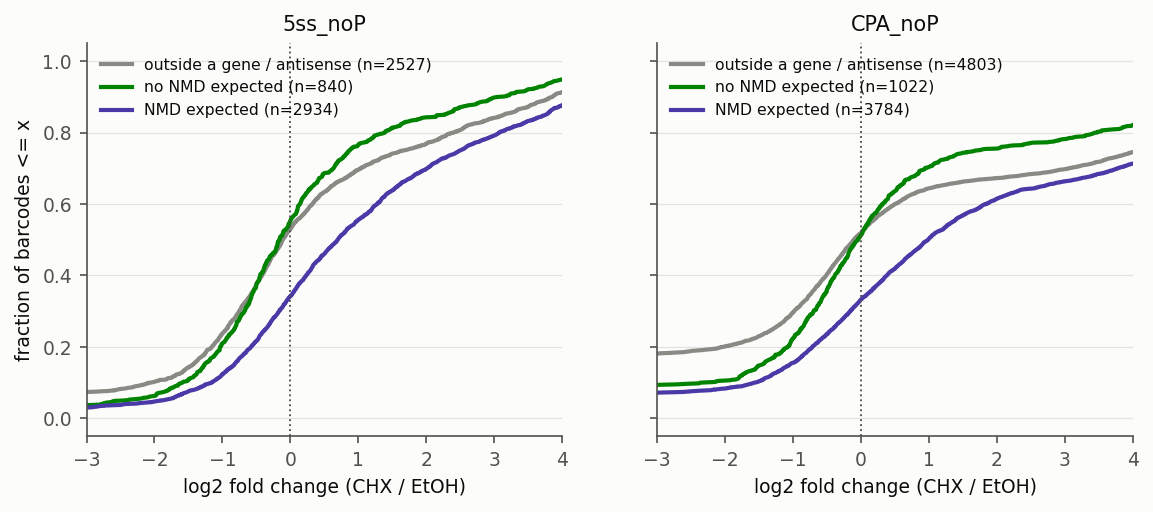 5ss_noP
CPA_noP
fraction of barcodes <= x
1.0
0.8
0.6
0.4
0.2
0.0
outside a gene / antisense (n=2527)
no NMD expected (n=840)
NMD expected (n=2934)
−3 −2 −1 0 1 2 3 4
log2 fold change (CHX / EtOH)
outside a gene / antisense (n=4803)
no NMD expected (n=1022)
NMD expected (n=3784)
−3 −2 −1 0 1 2 3 4
log2 fold change (CHX / EtOH)